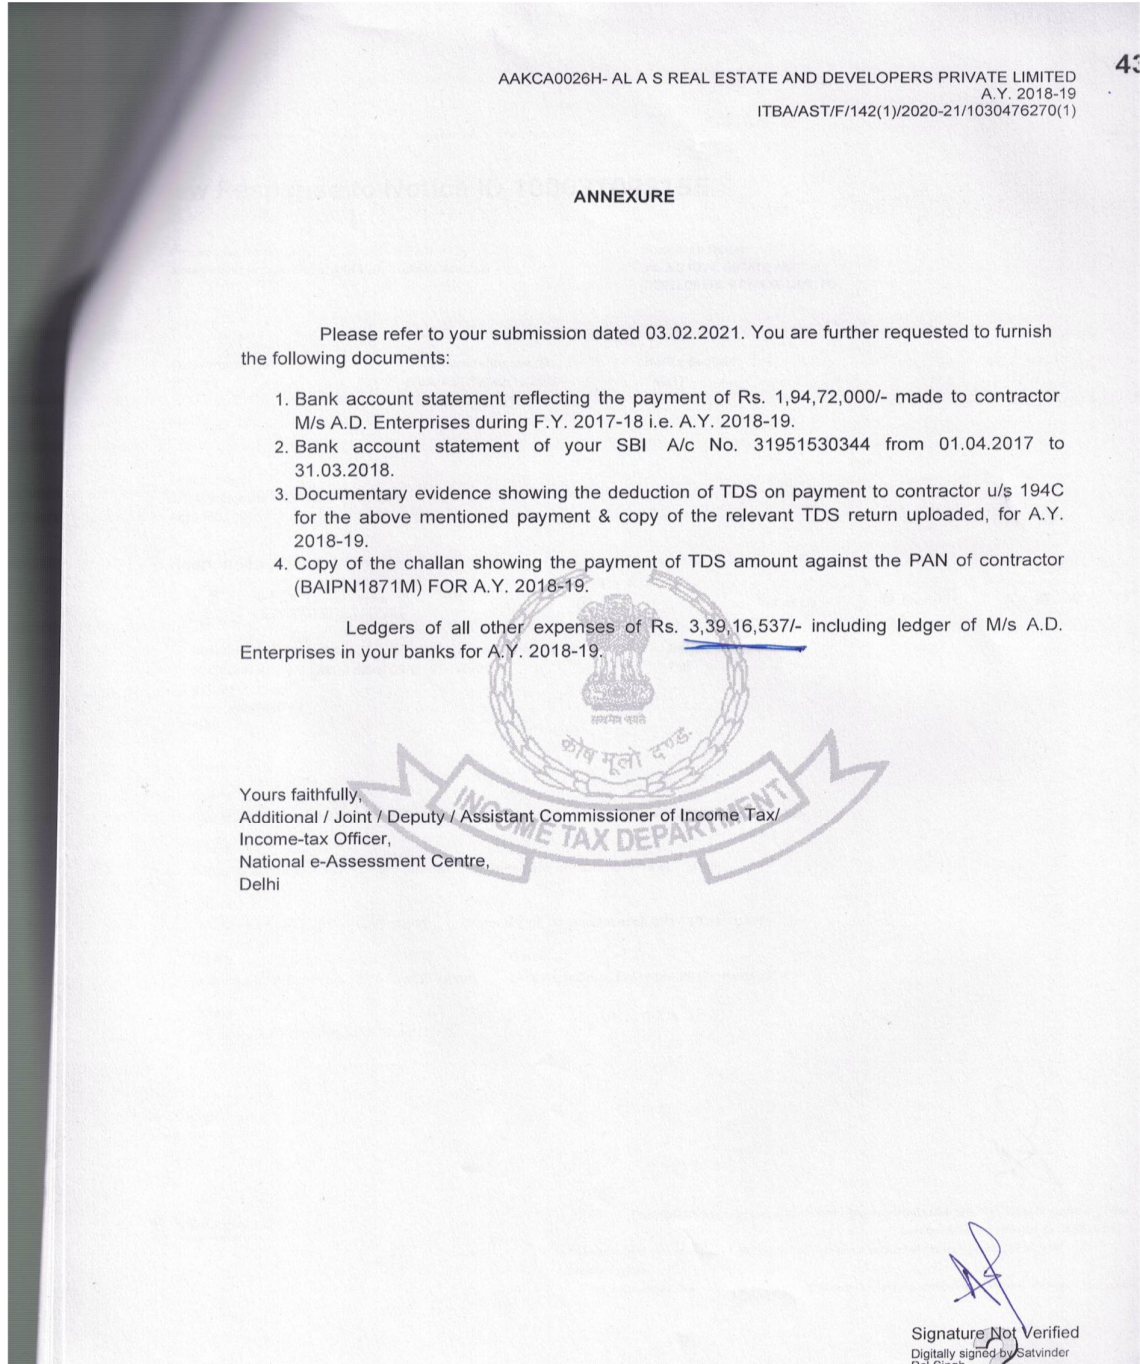 43
AAKCA0026H- AL A S REAL ESTATE AND DEVELOPERS PRIVATE LIMITED
A.Y. 2018-19
ITBA/AST/F/142(1)/2020-21/1030476270(1)
ANNEXURE
Please refer to your submission dated 03.02.2021. You are further requested to furnish
the following documents:
1. Bank account statement reflecting the payment of Rs. 1,94,72,000/- made to contractor
M/s A.D. Enterprises during F.Y. 2017-18 i.e. A.Y. 2018-19.
2. Bank account statement of your SBI A/c No. 31951530344 from 01.04.2017 to
31.03.2018.
3. Documentary evidence showing the deduction of TDS on payment to contractor u/s 194C
for the above mentioned payment & copy of the relevant TDS return uploaded, for A.Y.
2018-19.
4. Copy of the challan showing the payment of TDS amount against the PAN of contractor
(BAIPN1871M) FOR A.Y. 2018-19.
Ledgers of all other expenses of Rs. 3,39,16,537/- including ledger of M/s A.D.
Enterprises in your banks for A.Y. 2018-19.
सत्यमेव जयते
कोष मूलो दण्ड
INCOME TAX DEPARTMENT
Yours faithfully,
Additional / Joint / Deputy / Assistant Commissioner of Income Tax/
Income-tax Officer,
National e-Assessment Centre,
Delhi
Signature Not Verified
Digitally signed by Satvinder